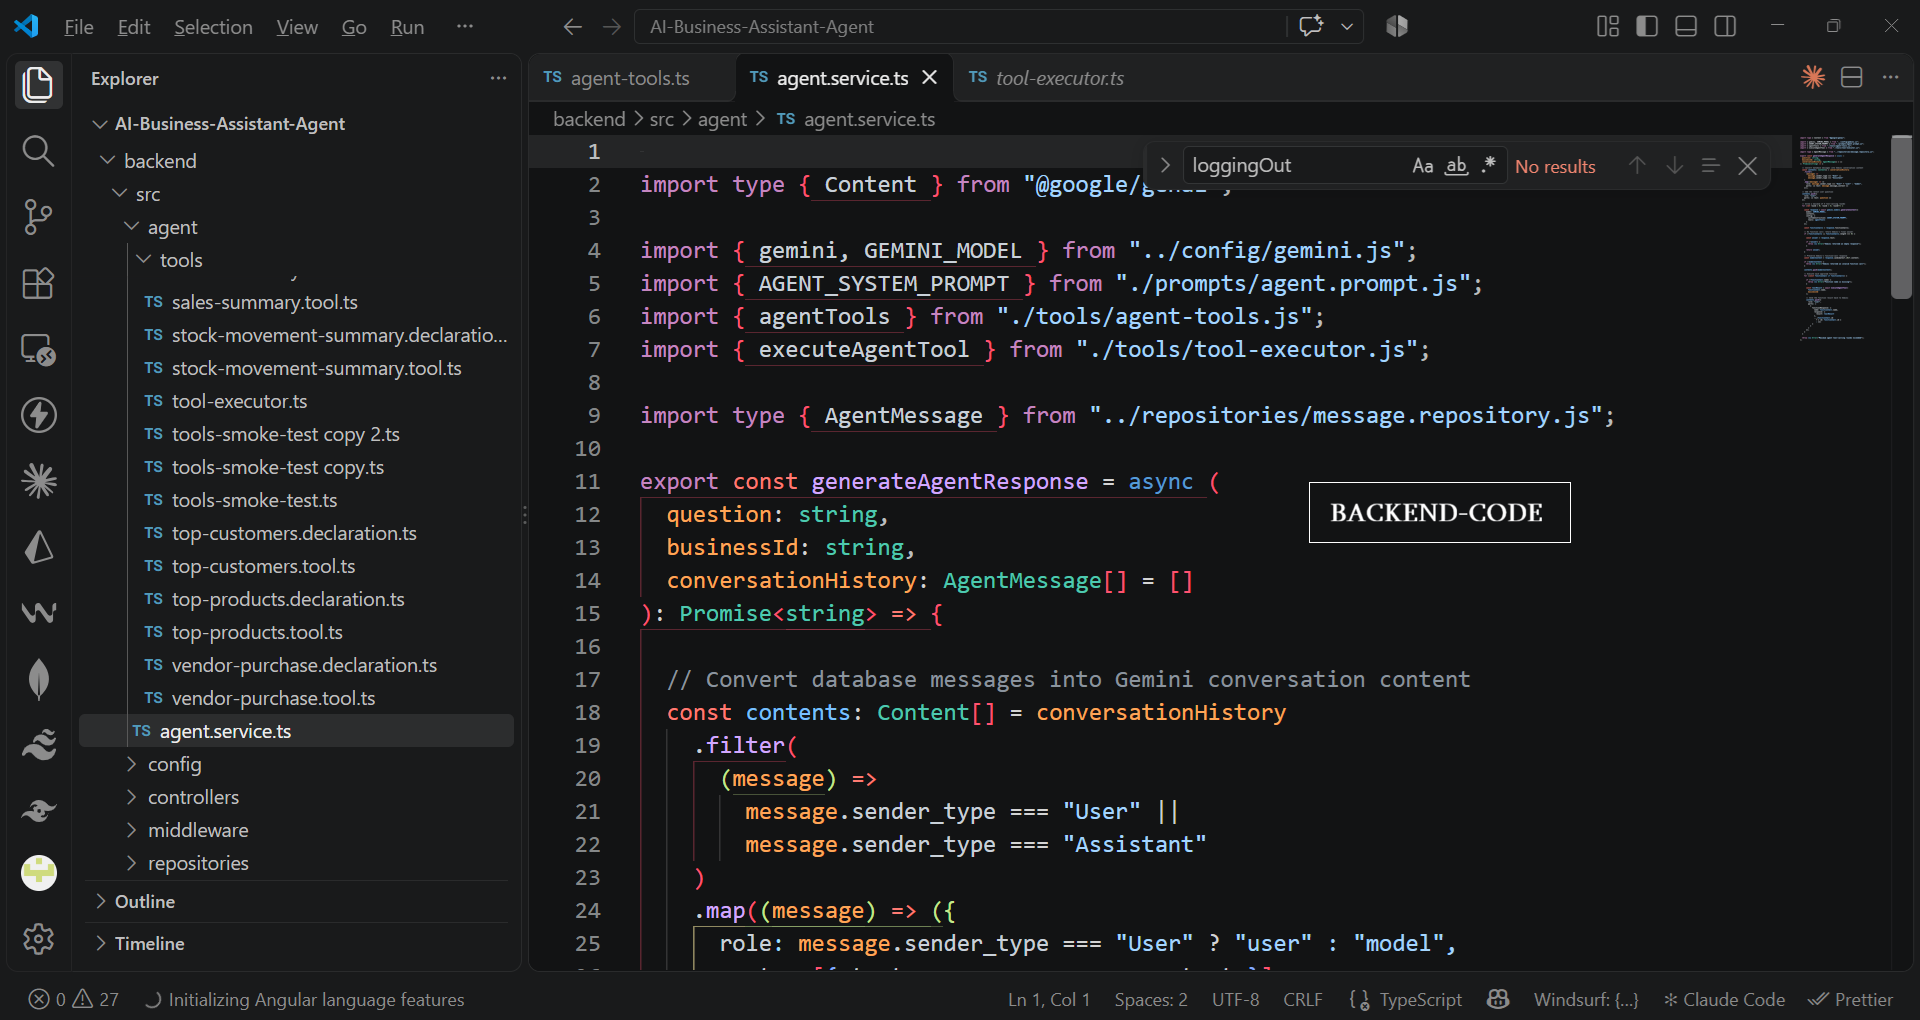 File Edit Selection View Go Run ···
AI-Business-Assistant-Agent
Explorer
AI-Business-Assistant-Agent
backend
src
agent
tools
TS sales-summary.tool.ts
TS stock-movement-summary.declaratio...
TS stock-movement-summary.tool.ts
TS tool-executor.ts
TS tools-smoke-test copy 2.ts
TS tools-smoke-test copy.ts
TS tools-smoke-test.ts
TS top-customers.declaration.ts
TS top-customers.tool.ts
TS top-products.declaration.ts
TS top-products.tool.ts
TS vendor-purchase.declaration.ts
TS vendor-purchase.tool.ts
TS agent.service.ts
config
controllers
middleware
repositories
Outline
Timeline
TS agent-tools.ts
TS agent.service.ts
TS tool-executor.ts
backend > src > agent > TS agent.service.ts
loggingOut Aa ab .* No results
1
2 import type { Content } from "@google/genai";
3
4 import { gemini, GEMINI_MODEL } from "../config/gemini.js";
5 import { AGENT_SYSTEM_PROMPT } from "./prompts/agent.prompt.js";
6 import { agentTools } from "./tools/agent-tools.js";
7 import { executeAgentTool } from "./tools/tool-executor.js";
8
9 import type { AgentMessage } from "../repositories/message.repository.js";
10
11 export const generateAgentResponse = async (
12 question: string,
13 businessId: string,
14 conversationHistory: AgentMessage[] = []
15 ): Promise<string> => {
16
17 // Convert database messages into Gemini conversation content
18 const contents: Content[] = conversationHistory
19 .filter(
20 (message) =>
21 message.sender_type === "User" ||
22 message.sender_type === "Assistant"
23 )
24 .map((message) => ({
25 role: message.sender_type === "User" ? "user" : "model",
BACKEND-CODE
0 27 Initializing Angular language features
Ln 1, Col 1 Spaces: 2 UTF-8 CRLF {} TypeScript Windsurf: {...} Claude Code Prettier